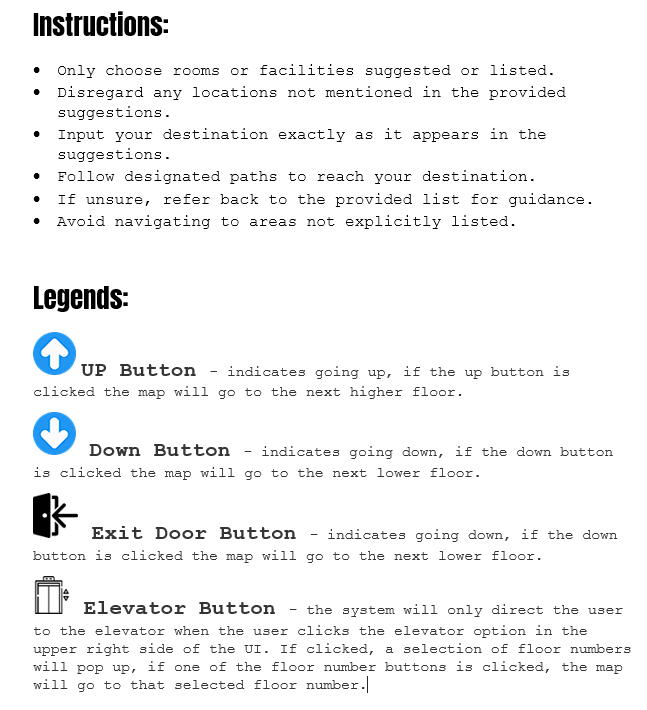 Instructions:
• Only choose rooms or facilities suggested or listed.
• Disregard any locations not mentioned in the provided
suggestions.
• Input your destination exactly as it appears in the
suggestions.
• Follow designated paths to reach your destination.
• If unsure, refer back to the provided list for guidance.
• Avoid navigating to areas not explicitly listed.
Legends:
UP Button - indicates going up, if the up button is
clicked the map will go to the next higher floor.
Down Button - indicates going down, if the down button
is clicked the map will go to the next lower floor.
Exit Door Button - indicates going down, if the down
button is clicked the map will go to the next lower floor.
Elevator Button - the system will only direct the user
to the elevator when the user clicks the elevator option in the
upper right side of the UI. If clicked, a selection of floor numbers
will pop up, if one of the floor number buttons is clicked, the map
will go to that selected floor number.